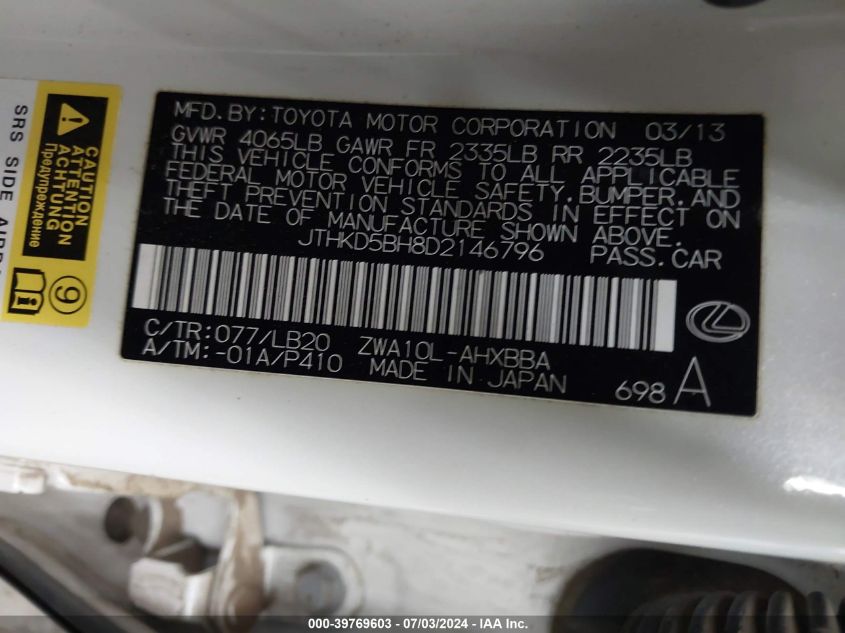 MFD.BY:TOYOTA MOTOR CORPORATION 03/13
GVWR 4065LB GAWR FR 2335LB RR 2235LB
THIS VEHICLE CONFORMS TO ALL APPLICABLE
FEDERAL MOTOR VEHICLE SAFETY,BUMPER,AND
THEFT PREVENTION STANDARDS IN EFFECT ON
THE DATE OF MANUFACTURE SHOWN ABOVE.
JTHKD5BH8D2146796 PASS.CAR
C/TR:077/LB20 ZWA10L-AHXBBA
A/TM:-01A/P410 MADE IN JAPAN
698 A
CAUTION
ATTENTION
ACHTUNG
Предупреждение
9
SRS SIDE
000-39769603 - 07/03/2024 - IAA Inc.